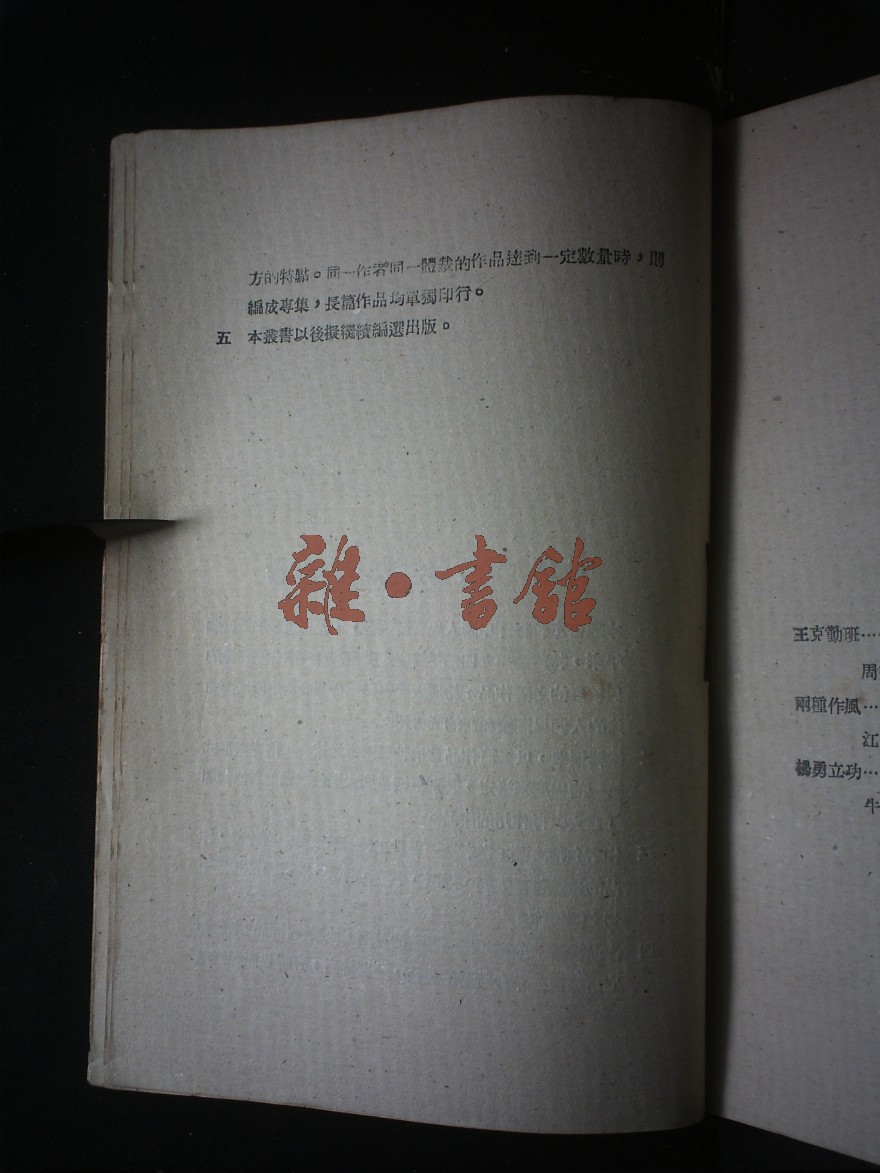 方的特點。同一作者同一體裁的作品達到一定數量時，則
編成專集，長篇作品均單獨印行。
五 本叢書以後擬繼續編選出版。
雜·書館
王克勤班……
周
兩種作風……
江
楊勇立功……
牛